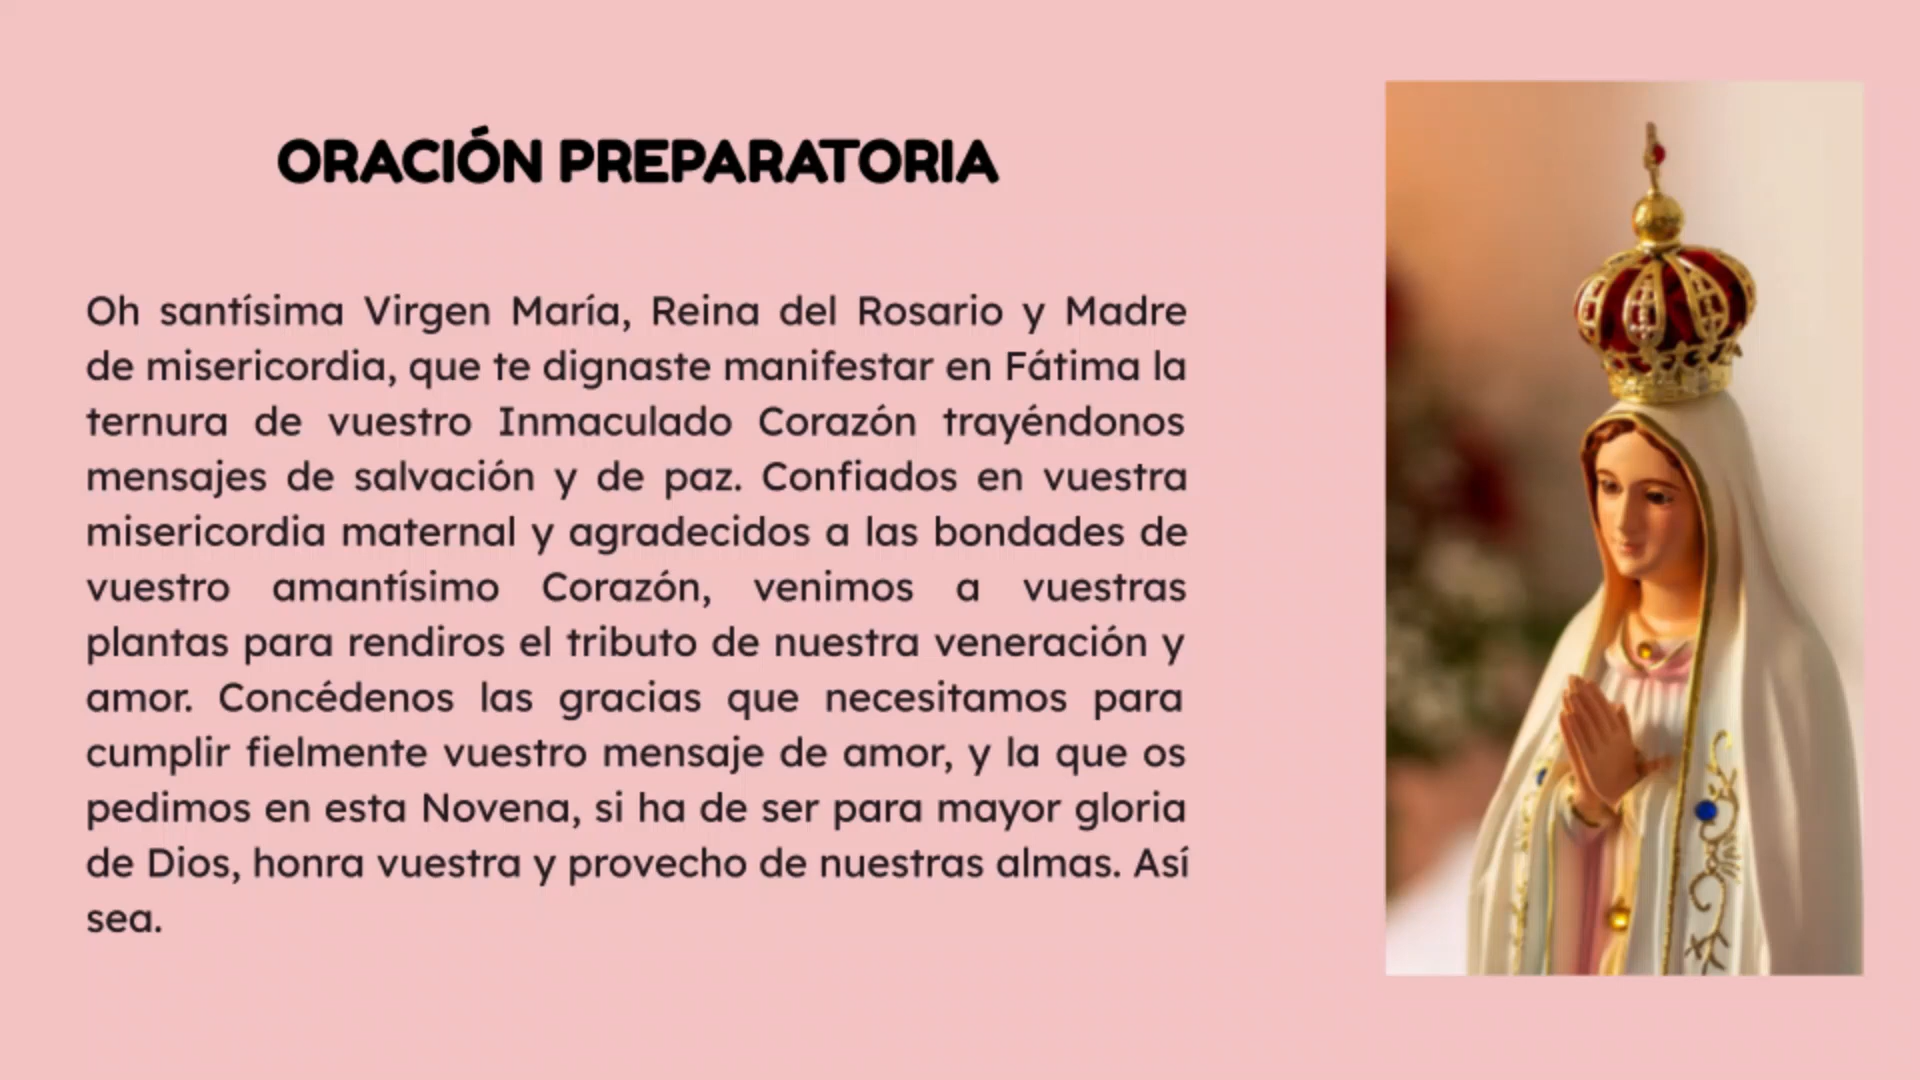 ORACIÓN PREPARATORIA
Oh santísima Virgen María, Reina del Rosario y Madre
de misericordia, que te dignaste manifestar en Fátima la
ternura de vuestro Inmaculado Corazón trayéndonos
mensajes de salvación y de paz. Confiados en vuestra
misericordia maternal y agradecidos a las bondades de
vuestro amantísimo Corazón, venimos a vuestras
plantas para rendiros el tributo de nuestra veneración y
amor. Concédenos las gracias que necesitamos para
cumplir fielmente vuestro mensaje de amor, y la que os
pedimos en esta Novena, si ha de ser para mayor gloria
de Dios, honra vuestra y provecho de nuestras almas. Así
sea.